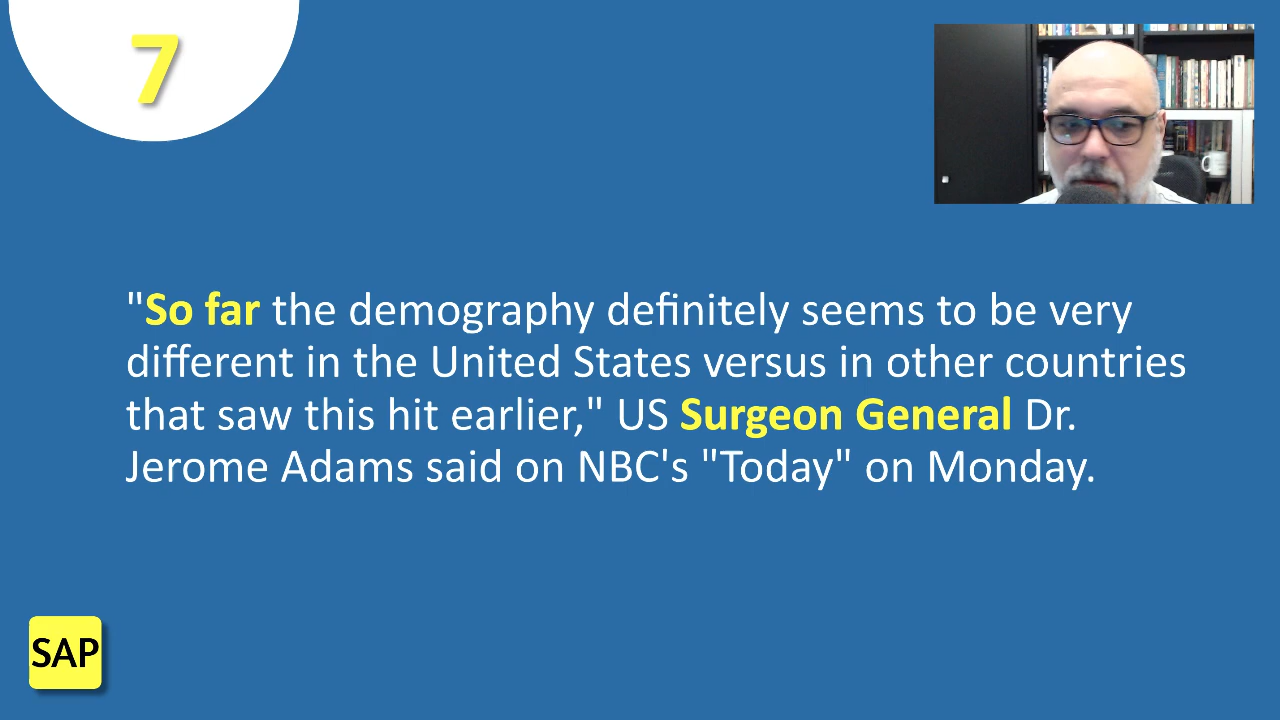 7
"So far the demography definitely seems to be very
different in the United States versus in other countries
that saw this hit earlier," US Surgeon General Dr.
Jerome Adams said on NBC's "Today" on Monday.
SAP